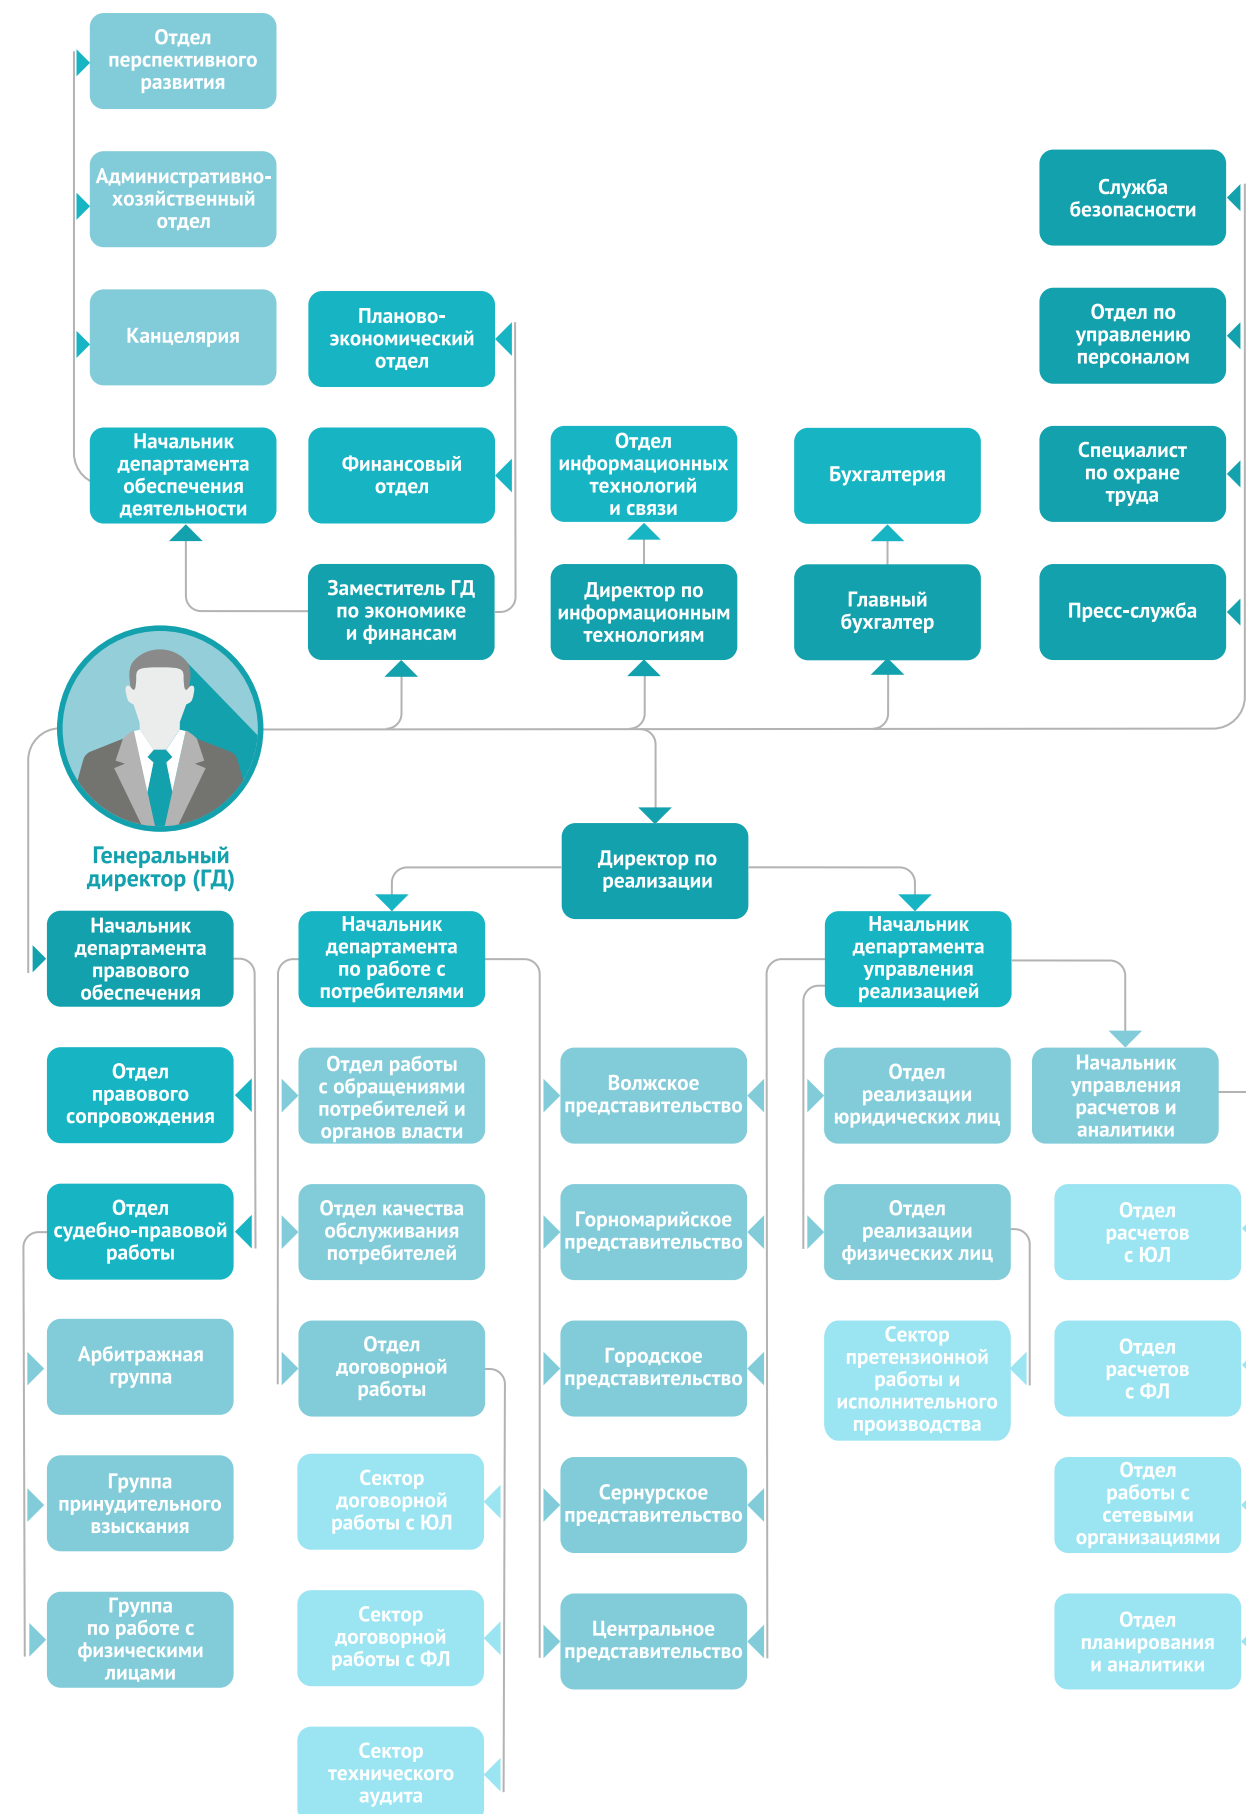 Отдел
перспективного
развития
Административно-
хозяйственный
отдел
Канцелярия
Начальник
департамента
обеспечения
деятельности
Планово-
экономический
отдел
Финансовый
отдел
Заместитель ГД
по экономике
и финансам
Отдел
информационных
технологий
и связи
Директор по
информационным
технологиям
Бухгалтерия
Главный
бухгалтер
Служба
безопасности
Отдел по
управлению
персоналом
Специалист
по охране
труда
Пресс-служба
Генеральный
директор (ГД)
Директор по
реализации
Начальник
департамента
правового
обеспечения
Отдел
правового
сопровождения
Отдел
судебно-правовой
работы
Арбитражная
группа
Группа
принудительного
взыскания
Группа
по работе с
физическими
лицами
Начальник
департамента
по работе с
потребителями
Отдел работы
с обращениями
потребителей и
органов власти
Отдел качества
обслуживания
потребителей
Отдел
договорной
работы
Сектор
договорной
работы с ЮЛ
Сектор
договорной
работы с ФЛ
Сектор
технического
аудита
Волжское
представительство
Горномарийское
представительство
Городское
представительство
Сернурское
представительство
Центральное
представительство
Начальник
департамента
управления
реализацией
Отдел
реализации
юридических лиц
Отдел
реализации
физических лиц
Сектор
претензионной
работы и
исполнительного
производства
Начальник
управления
расчетов и
аналитики
Отдел
расчетов
с ЮЛ
Отдел
расчетов
с ФЛ
Отдел
работы с
сетевыми
организациями
Отдел
планирования
и аналитики